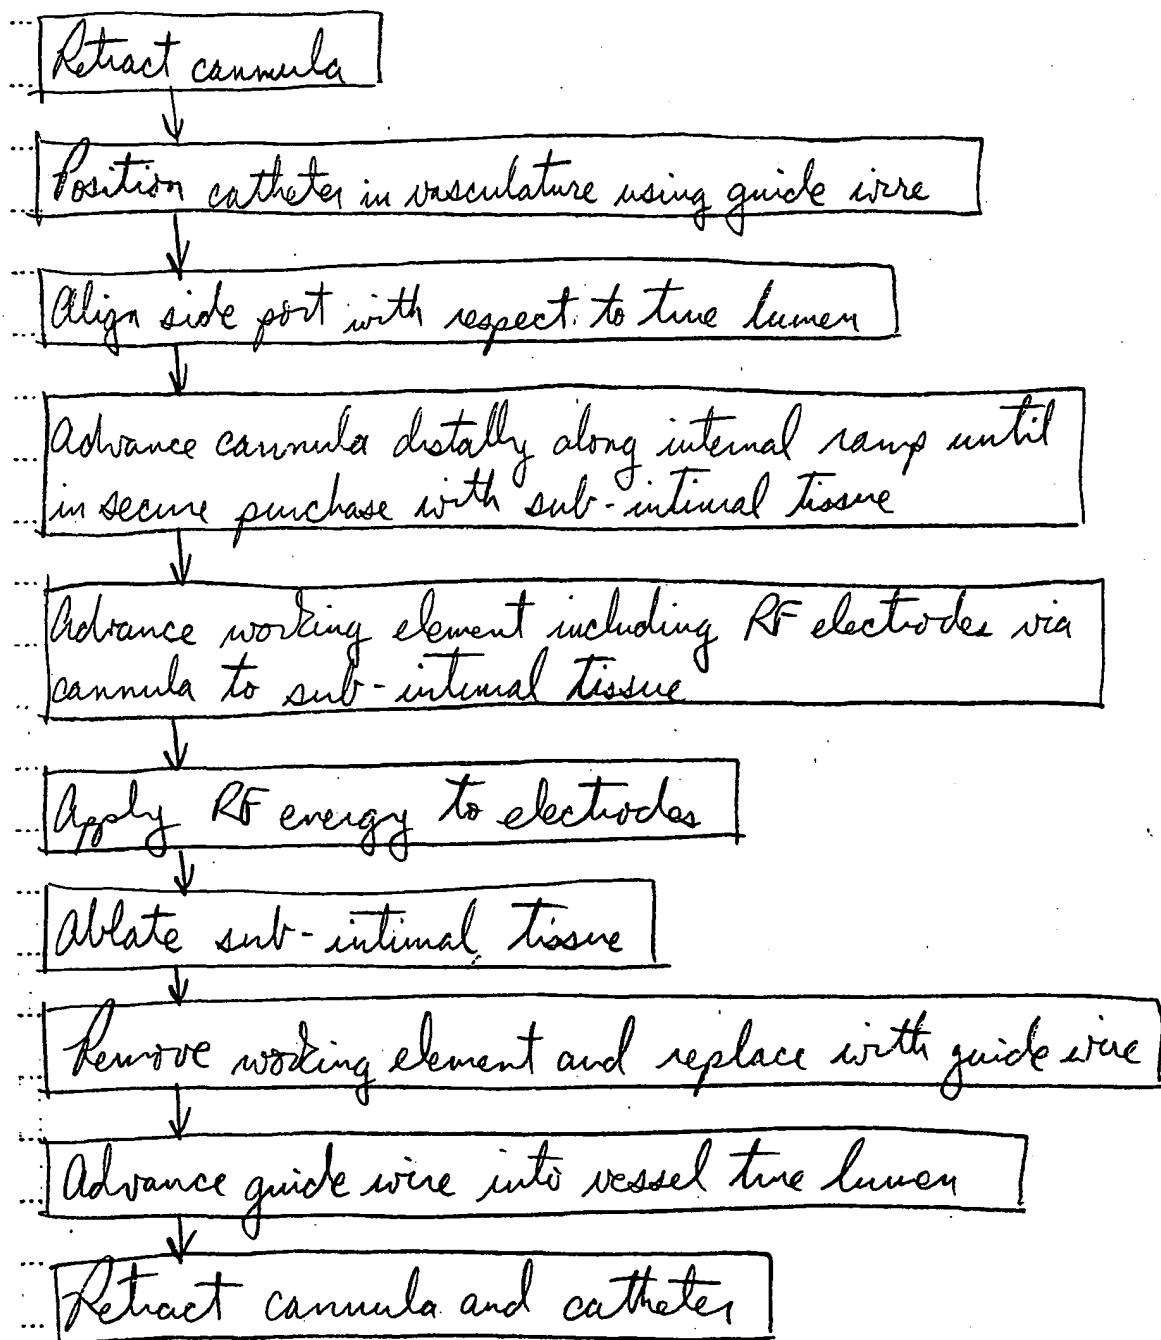 Retract cannula
Position catheter in vasculature using guide wire
Align side port with respect to true lumen
Advance cannula distally along internal ramp until
in secure purchase with sub-intimal tissue
Advance working element including RF electrodes via
cannula to sub-intimal tissue
Apply RF energy to electrodes
Ablate sub-intimal tissue
Remove working element and replace with guide wire
Advance guide wire into vessel true lumen
Retract cannula and catheter